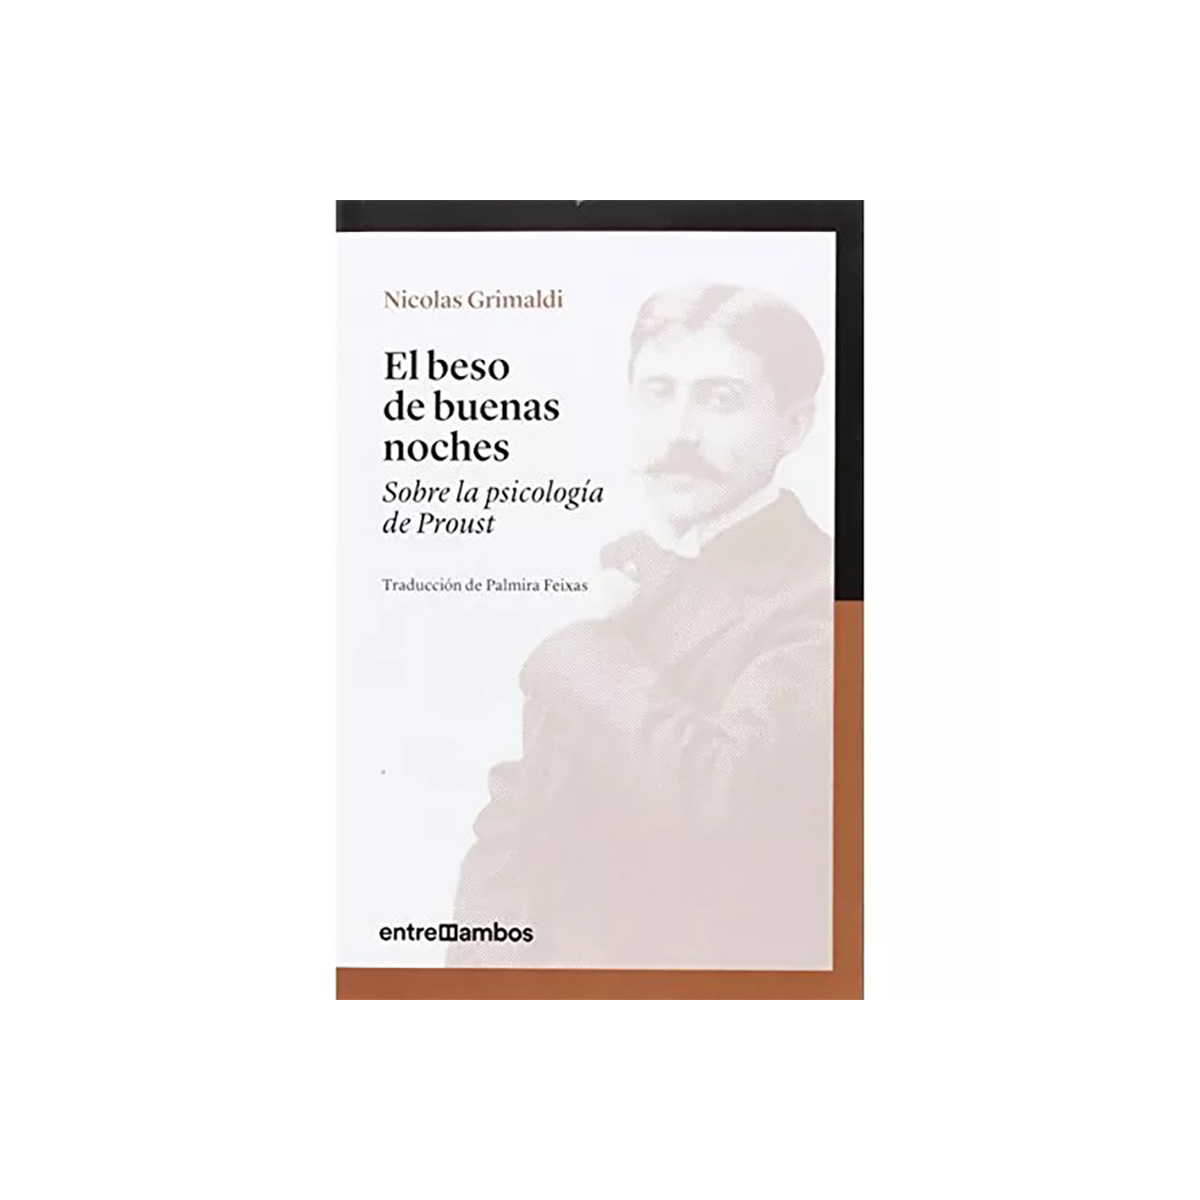 Nicolas Grimaldi
El beso
de buenas
noches
Sobre la psicología
de Proust
Traducción de Palmira Feixas
entreambos